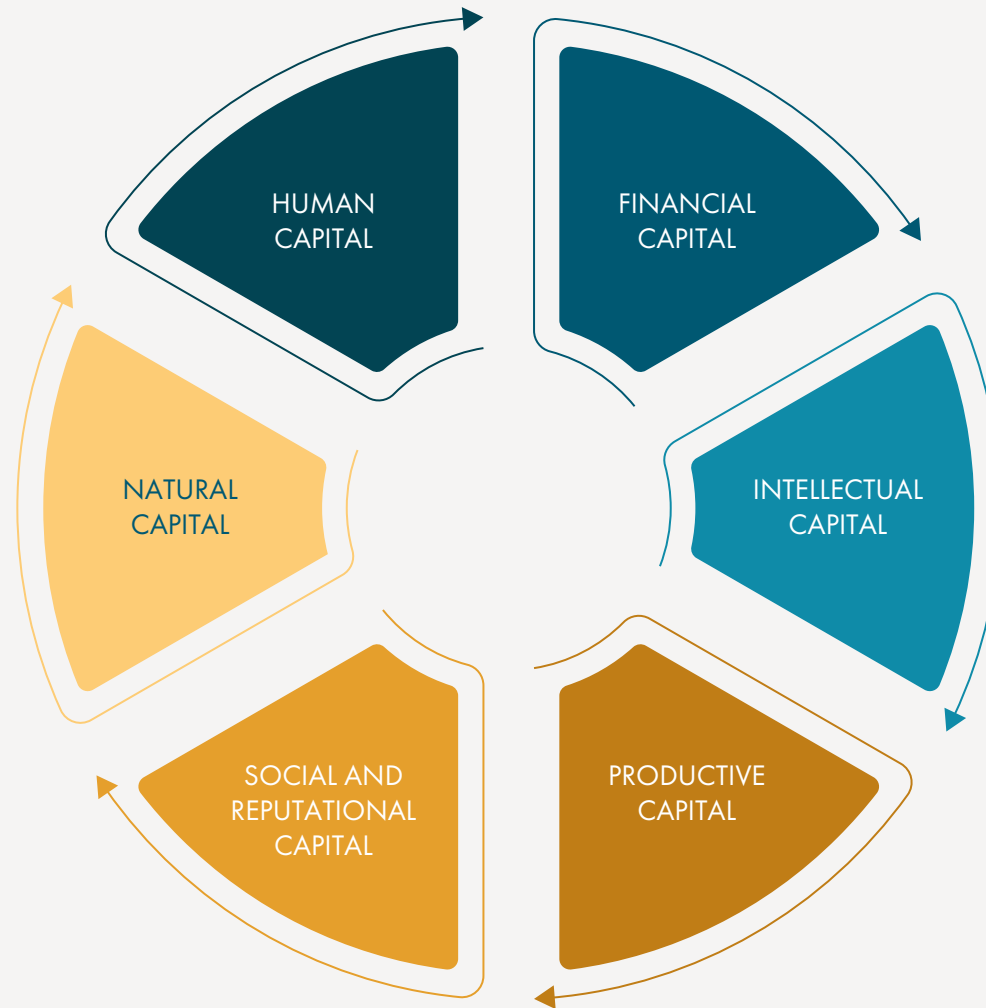 HUMAN
CAPITAL
FINANCIAL
CAPITAL
NATURAL
CAPITAL
INTELLECTUAL
CAPITAL
SOCIAL AND
REPUTATIONAL
CAPITAL
PRODUCTIVE
CAPITAL